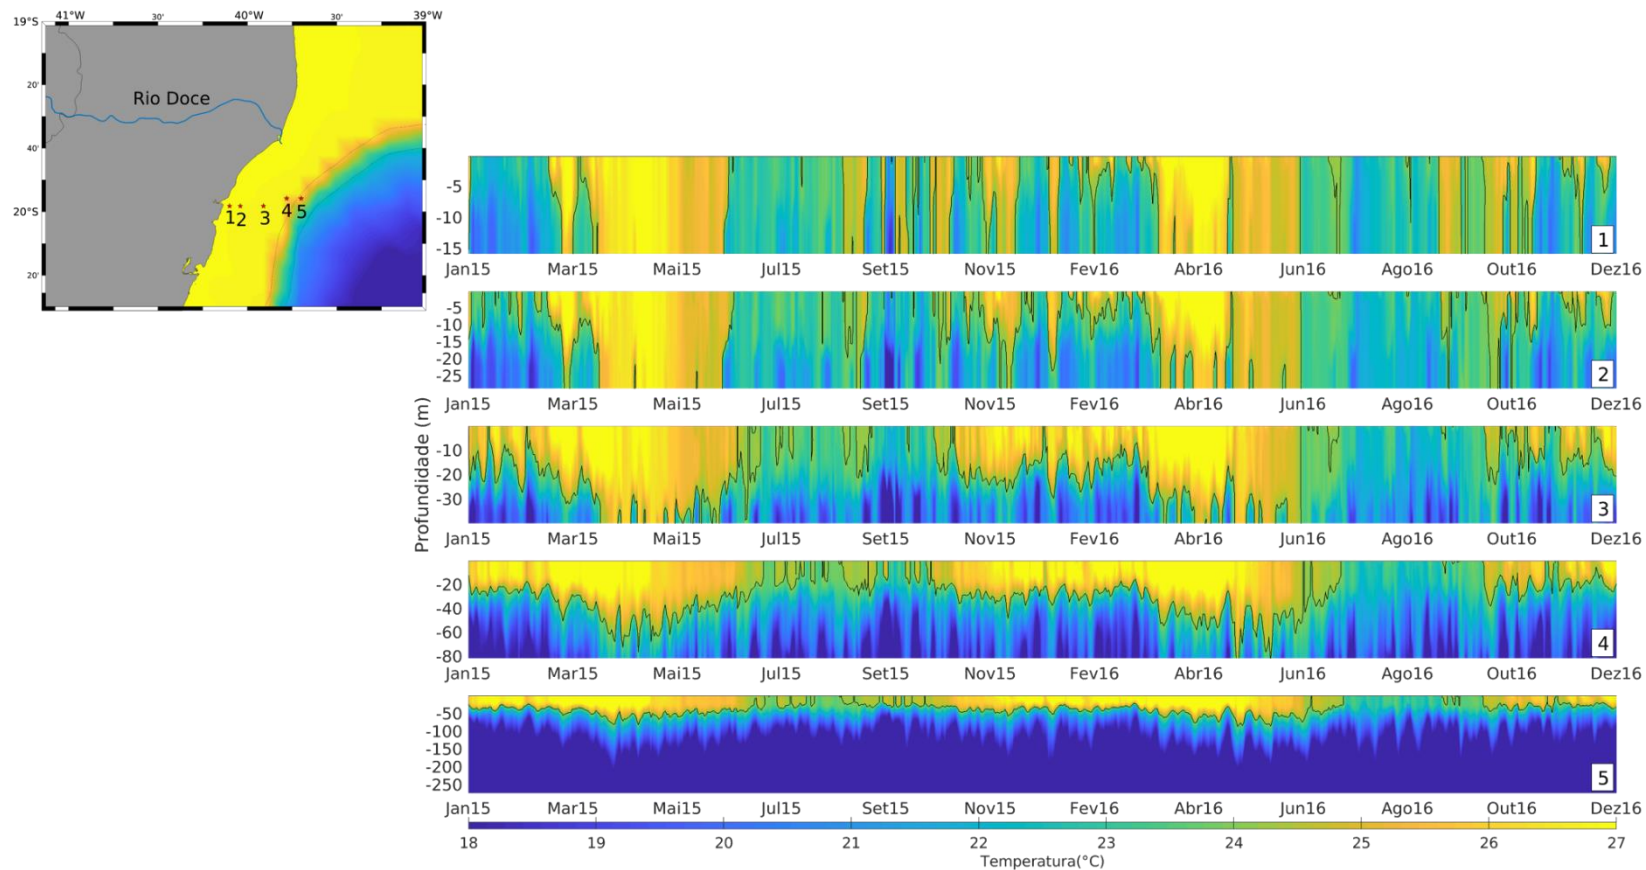 41°W 30' 40°W 30' 39°W
19°S
20'
Rio Doce
40'
20°S
1 2 3 4 5
20'
Profundidade (m)
-5
-10
-15
1
Jan15 Mar15 Mai15 Jul15 Set15 Nov15 Fev16 Abr16 Jun16 Ago16 Out16 Dez16
-5
-10
-15
-20
-25
2
Jan15 Mar15 Mai15 Jul15 Set15 Nov15 Fev16 Abr16 Jun16 Ago16 Out16 Dez16
-10
-20
-30
3
Jan15 Mar15 Mai15 Jul15 Set15 Nov15 Fev16 Abr16 Jun16 Ago16 Out16 Dez16
-20
-40
-60
-80
4
Jan15 Mar15 Mai15 Jul15 Set15 Nov15 Fev16 Abr16 Jun16 Ago16 Out16 Dez16
-50
-100
-150
-200
-250
5
Jan15 Mar15 Mai15 Jul15 Set15 Nov15 Fev16 Abr16 Jun16 Ago16 Out16 Dez16
18 19 20 21 22 23 24 25 26 27
Temperatura(°C)